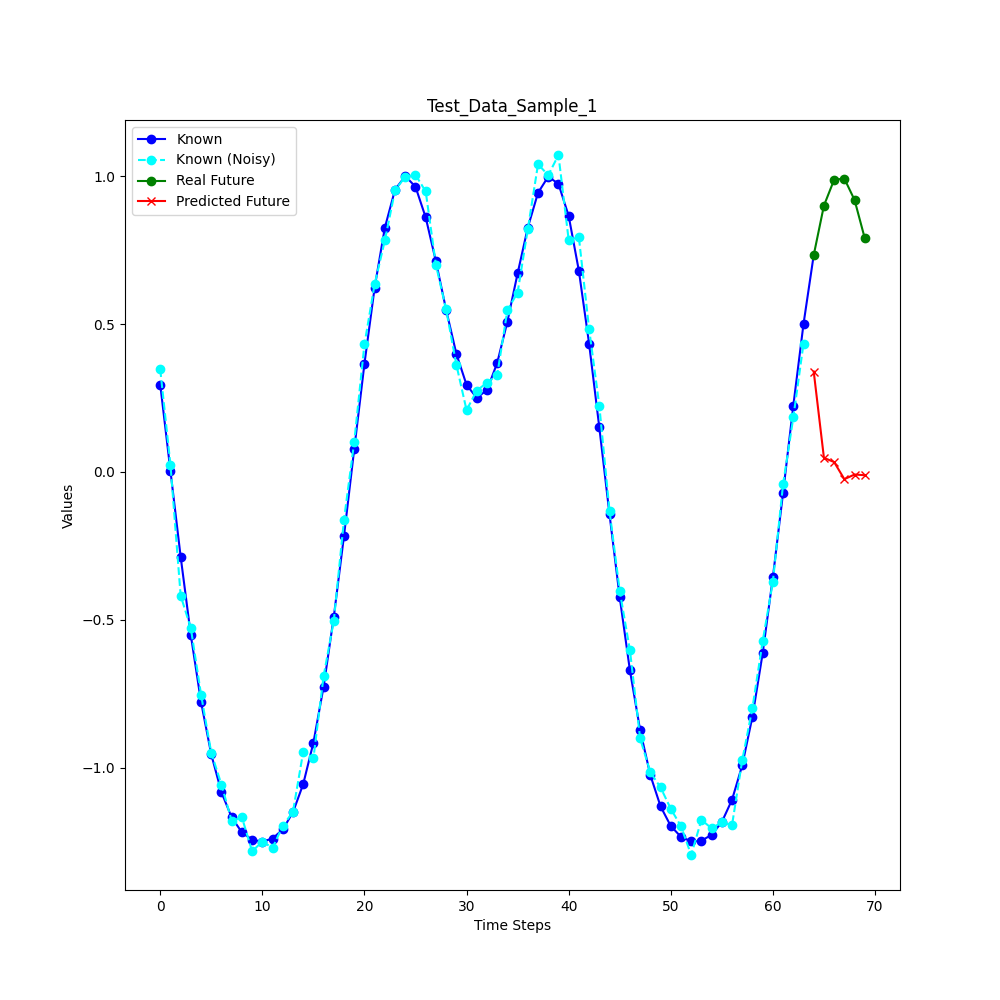 Test_Data_Sample_1
Known
Known (Noisy)
Real Future
Predicted Future
1.0
0.5
0.0
−0.5
−1.0
Values
0 10 20 30 40 50 60 70
Time Steps